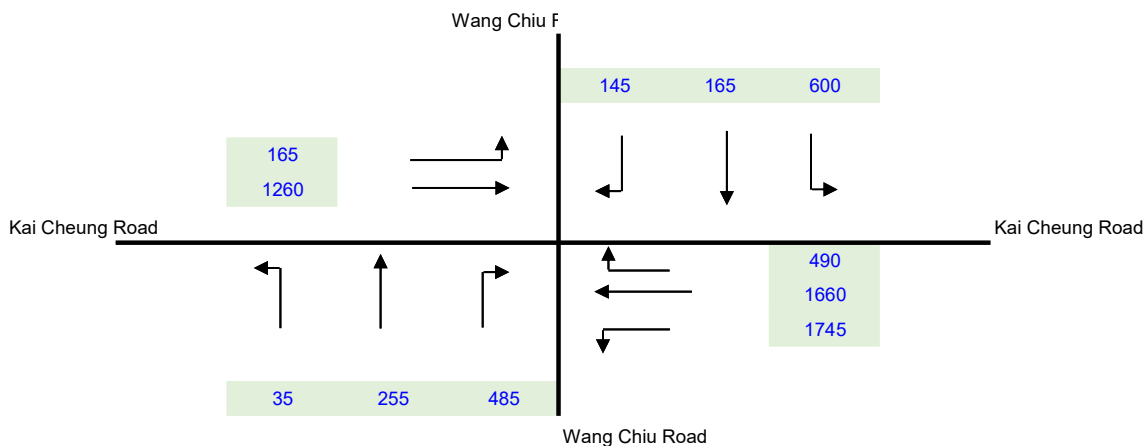 Wang Chiu
145 165 600
165
1260
Kai Cheung Road
Kai Cheung Road
490
1660
1745
35 255 485
Wang Chiu Road